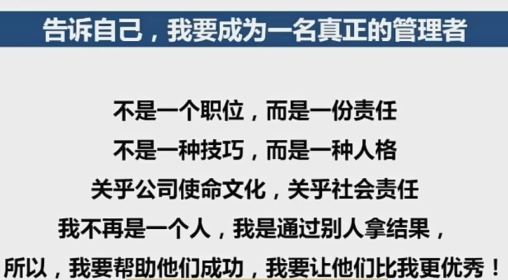 告诉自己，我要成为一名真正的管理者
不是一个职位，而是一份责任
不是一种技巧，而是一种人格
关乎公司使命文化，关乎社会责任
我不再是一个人，我是通过别人拿结果，
所以，我要帮助他们成功，我要让他们比我更优秀！